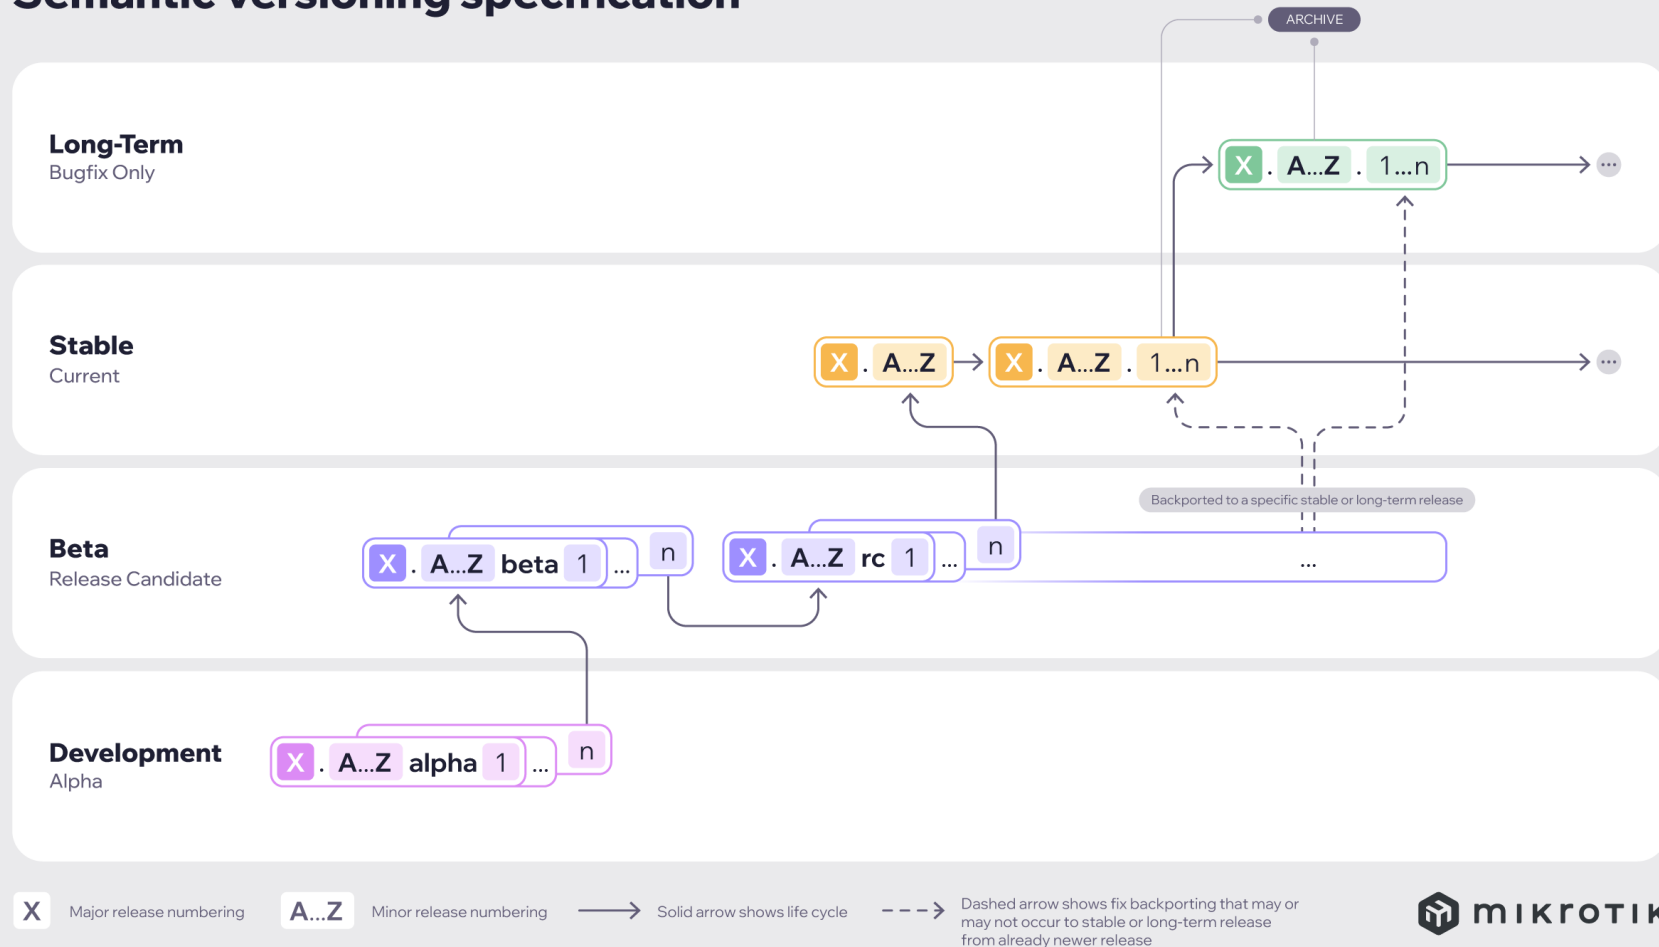 Semantic versioning specification
ARCHIVE
Long-Term
Bugfix Only
X . A...Z . 1...n
...
Stable
Current
X . A...Z
X . A...Z . 1...n
...
Backported to a specific stable or long-term release
Beta
Release Candidate
X . A...Z beta 1 ... n
X . A...Z rc 1 ... n
...
Development
Alpha
X . A...Z alpha 1 ... n
X Major release numbering
A...Z Minor release numbering
Solid arrow shows life cycle
Dashed arrow shows fix backporting that may or
may not occur to stable or long-term release
from already newer release
MIKROTIK